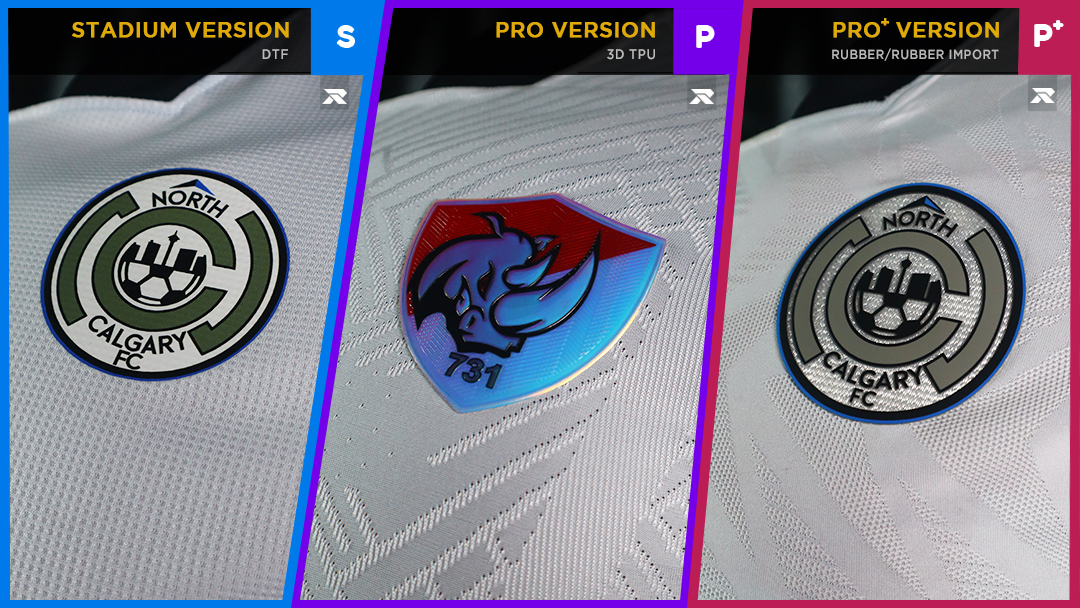 STADIUM VERSION
DTF
S
NORTH
CALGARY
FC
PRO VERSION
3D TPU
P
731
PRO+ VERSION
RUBBER/RUBBER IMPORT
P+
NORTH
CALGARY
FC